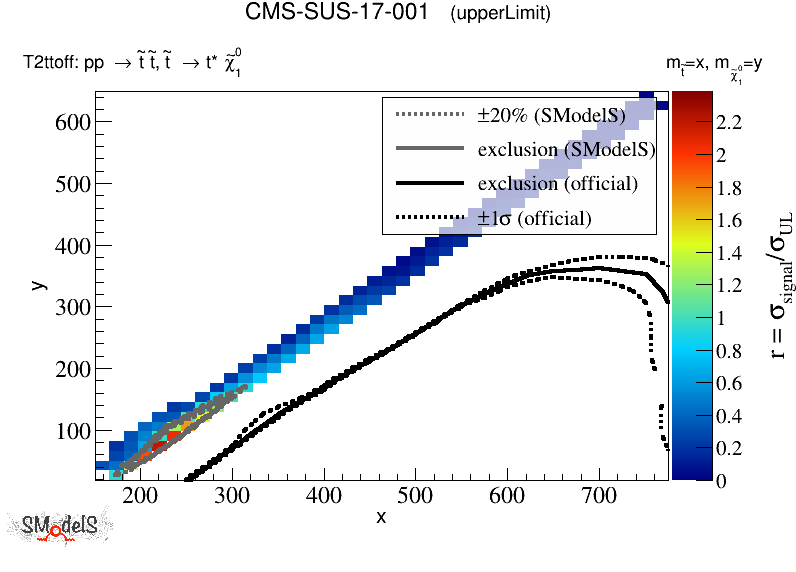 CMS-SUS-17-001 (upperLimit)
T2ttoff: pp → t̃ t̃, t̃ → t* χ̃₁⁰
m_t̃=x, m_χ̃₁⁰=y
±20% (SModelS)
exclusion (SModelS)
exclusion (official)
±1σ (official)
y
600
500
400
300
200
100
200 300 400 500 600 700
x
2.2
2
1.8
1.6
1.4
1.2
1
0.8
0.6
0.4
0.2
0
r = σ_signal/σ_UL
SModelS